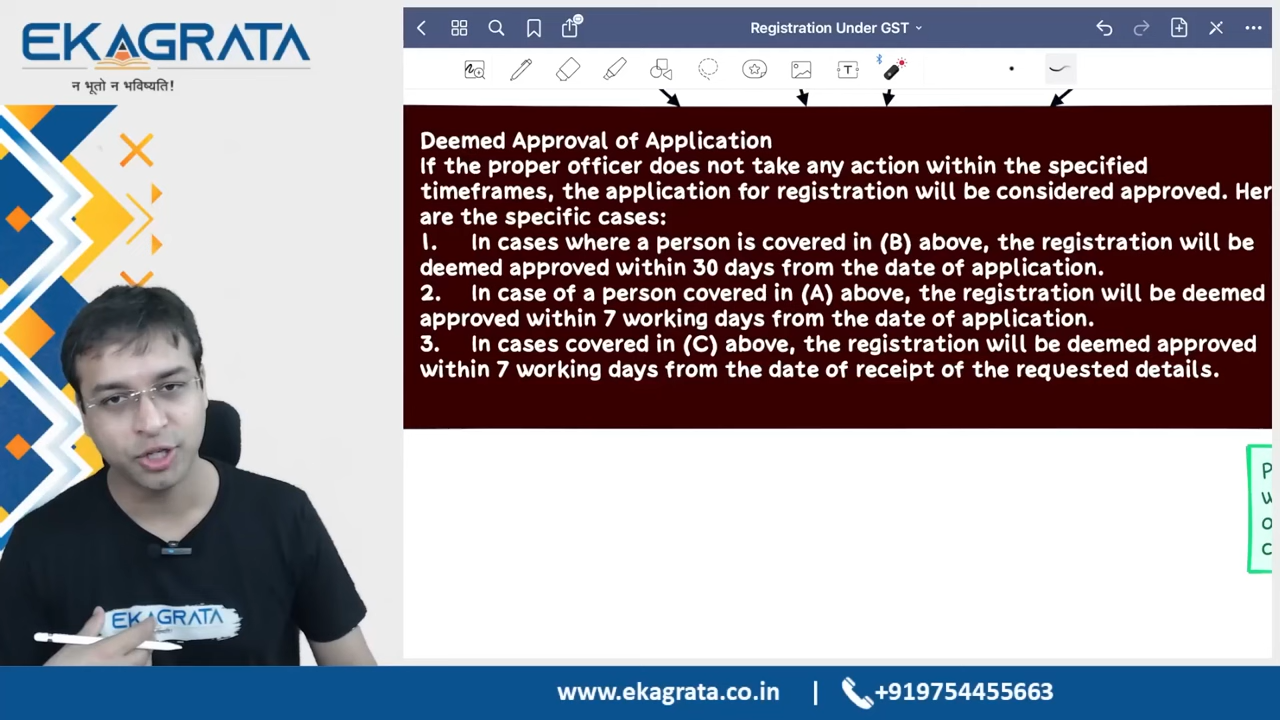 EKAGRATA
न भूतो न भविष्यति!
Registration Under GST
T
Deemed Approval of Application
If the proper officer does not take any action within the specified
timeframes, the application for registration will be considered approved. Her
are the specific cases:
1. In cases where a person is covered in (B) above, the registration will be
deemed approved within 30 days from the date of application.
2. In case of a person covered in (A) above, the registration will be deemed
approved within 7 working days from the date of application.
3. In cases covered in (C) above, the registration will be deemed approved
within 7 working days from the date of receipt of the requested details.
EKAGRATA
www.ekagrata.co.in | +919754455663